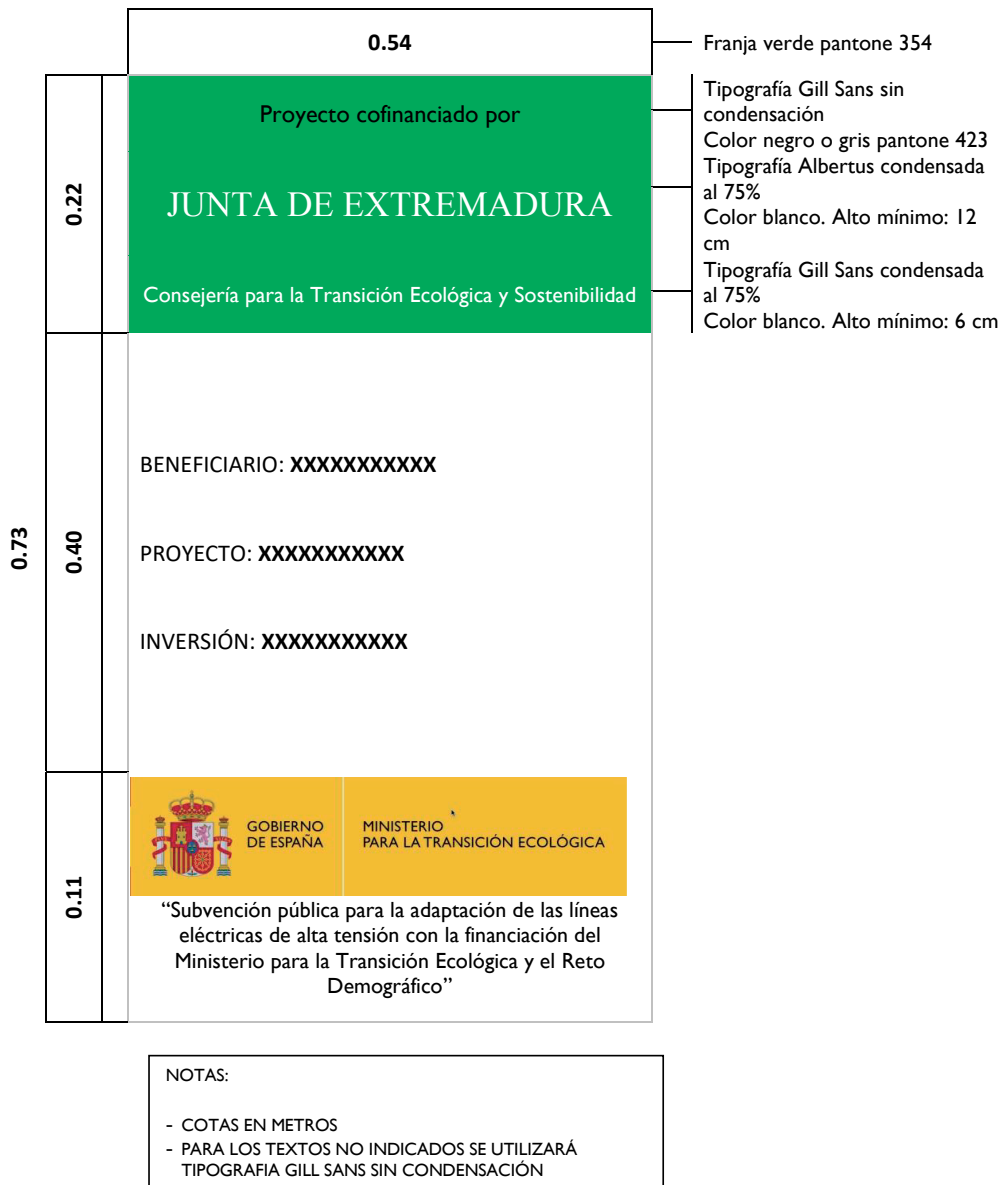 0.54
Franja verde pantone 354
Proyecto cofinanciado por
Tipografía Gill Sans sin
condensación
Color negro o gris pantone 423
JUNTA DE EXTREMADURA
Tipografía Albertus condensada
al 75%
Color blanco. Alto mínimo: 12
cm
Consejería para la Transición Ecológica y Sostenibilidad
Tipografía Gill Sans condensada
al 75%
Color blanco. Alto mínimo: 6 cm
0.22
0.73
0.40
BENEFICIARIO: XXXXXXXXXXX
PROYECTO: XXXXXXXXXXX
INVERSIÓN: XXXXXXXXXXX
0.11
GOBIERNO
DE ESPAÑA
MINISTERIO
PARA LA TRANSICIÓN ECOLÓGICA
“Subvención pública para la adaptación de las líneas
eléctricas de alta tensión con la financiación del
Ministerio para la Transición Ecológica y el Reto
Demográfico”
NOTAS:
- COTAS EN METROS
- PARA LOS TEXTOS NO INDICADOS SE UTILIZARÁ
TIPOGRAFIA GILL SANS SIN CONDENSACIÓN